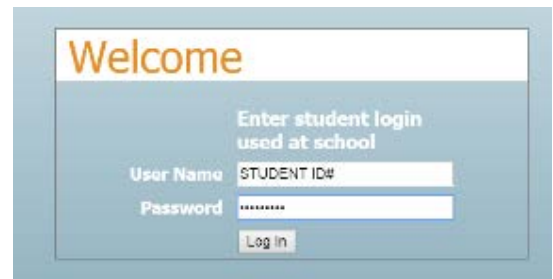 Welcome
Enter student login
used at school
User Name STUDENT ID#
Password •••••••••
Log In